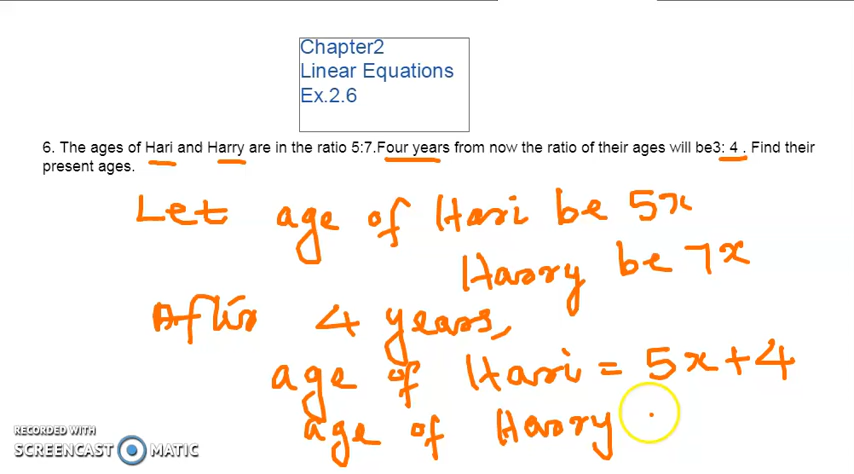 Chapter2
Linear Equations
Ex.2.6
6. The ages of Hari and Harry are in the ratio 5:7.Four years from now the ratio of their ages will be3: 4 . Find their
present ages.
Let age of Hari be 5x
Harry be 7x
After 4 years,
age of Hari = 5x+4
age of Harry
RECORDED WITH
SCREENCAST MATIC